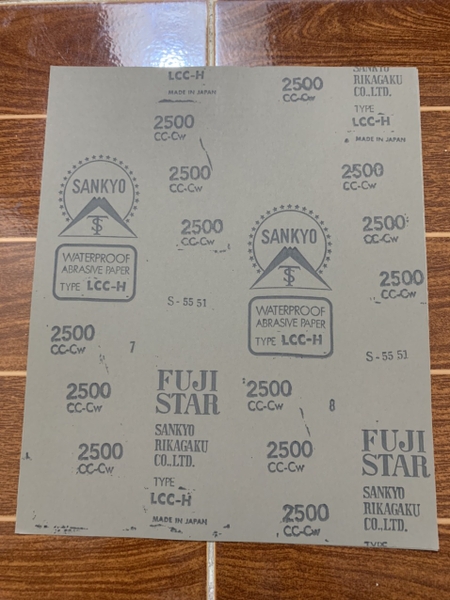 LCC-H
MADE IN JAPAN
2500
CC-Cw
SANKYO
RIKAGAKU
CO.,LTD.
TYPE
LCC-H
MADE IN JAPAN
2500
CC-Cw
2500
CC-Cw
2500
CC-Cw
2500
CC-Cw
2500
CC-Cw
2500
CC-Cw
SANKYO
TS
WATERPROOF
ABRASIVE PAPER
TYPE LCC-H
S-55 51
SANKYO
TS
WATERPROOF
ABRASIVE PAPER
TYPE LCC-H
S-55 51
2500
CC-Cw
7
2500
CC-Cw
2500
CC-Cw
FUJI
STAR
SANKYO
RIKAGAKU
CO.,LTD.
TYPE
LCC-H
MADE IN JAPAN
2500
CC-Cw
8
2500
CC-Cw
2500
CC-Cw
FUJI
STAR
SANKYO
RIKAGAKU
CO.,LTD.
TYPE